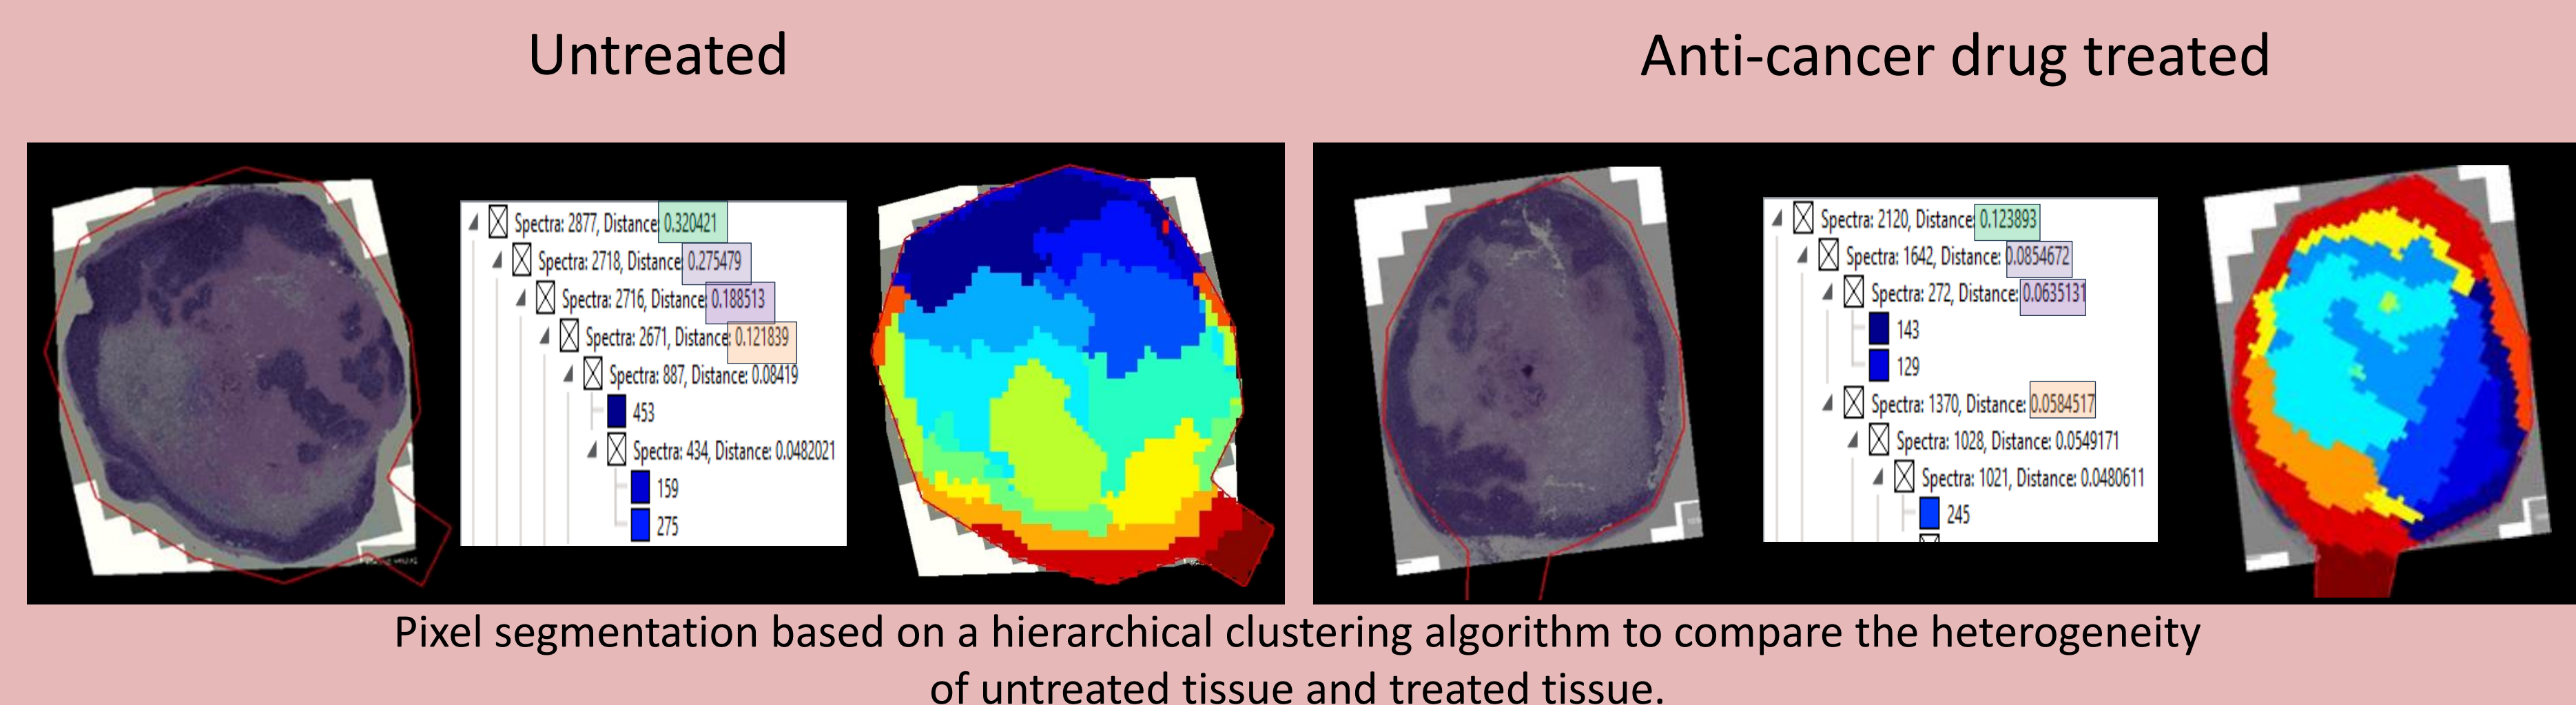 Untreated
Anti-cancer drug treated
Spectra: 2877, Distance: 0.320421
Spectra: 2718, Distance: 0.275479
Spectra: 2716, Distance: 0.188513
Spectra: 2671, Distance: 0.121839
Spectra: 887, Distance: 0.08419
453
Spectra: 434, Distance: 0.0482021
159
275
Spectra: 2120, Distance: 0.123893
Spectra: 1642, Distance: 0.0854672
Spectra: 272, Distance: 0.0635131
143
129
Spectra: 1370, Distance: 0.0584517
Spectra: 1028, Distance: 0.0549171
Spectra: 1021, Distance: 0.0480611
245
Pixel segmentation based on a hierarchical clustering algorithm to compare the heterogeneity
of untreated tissue and treated tissue.